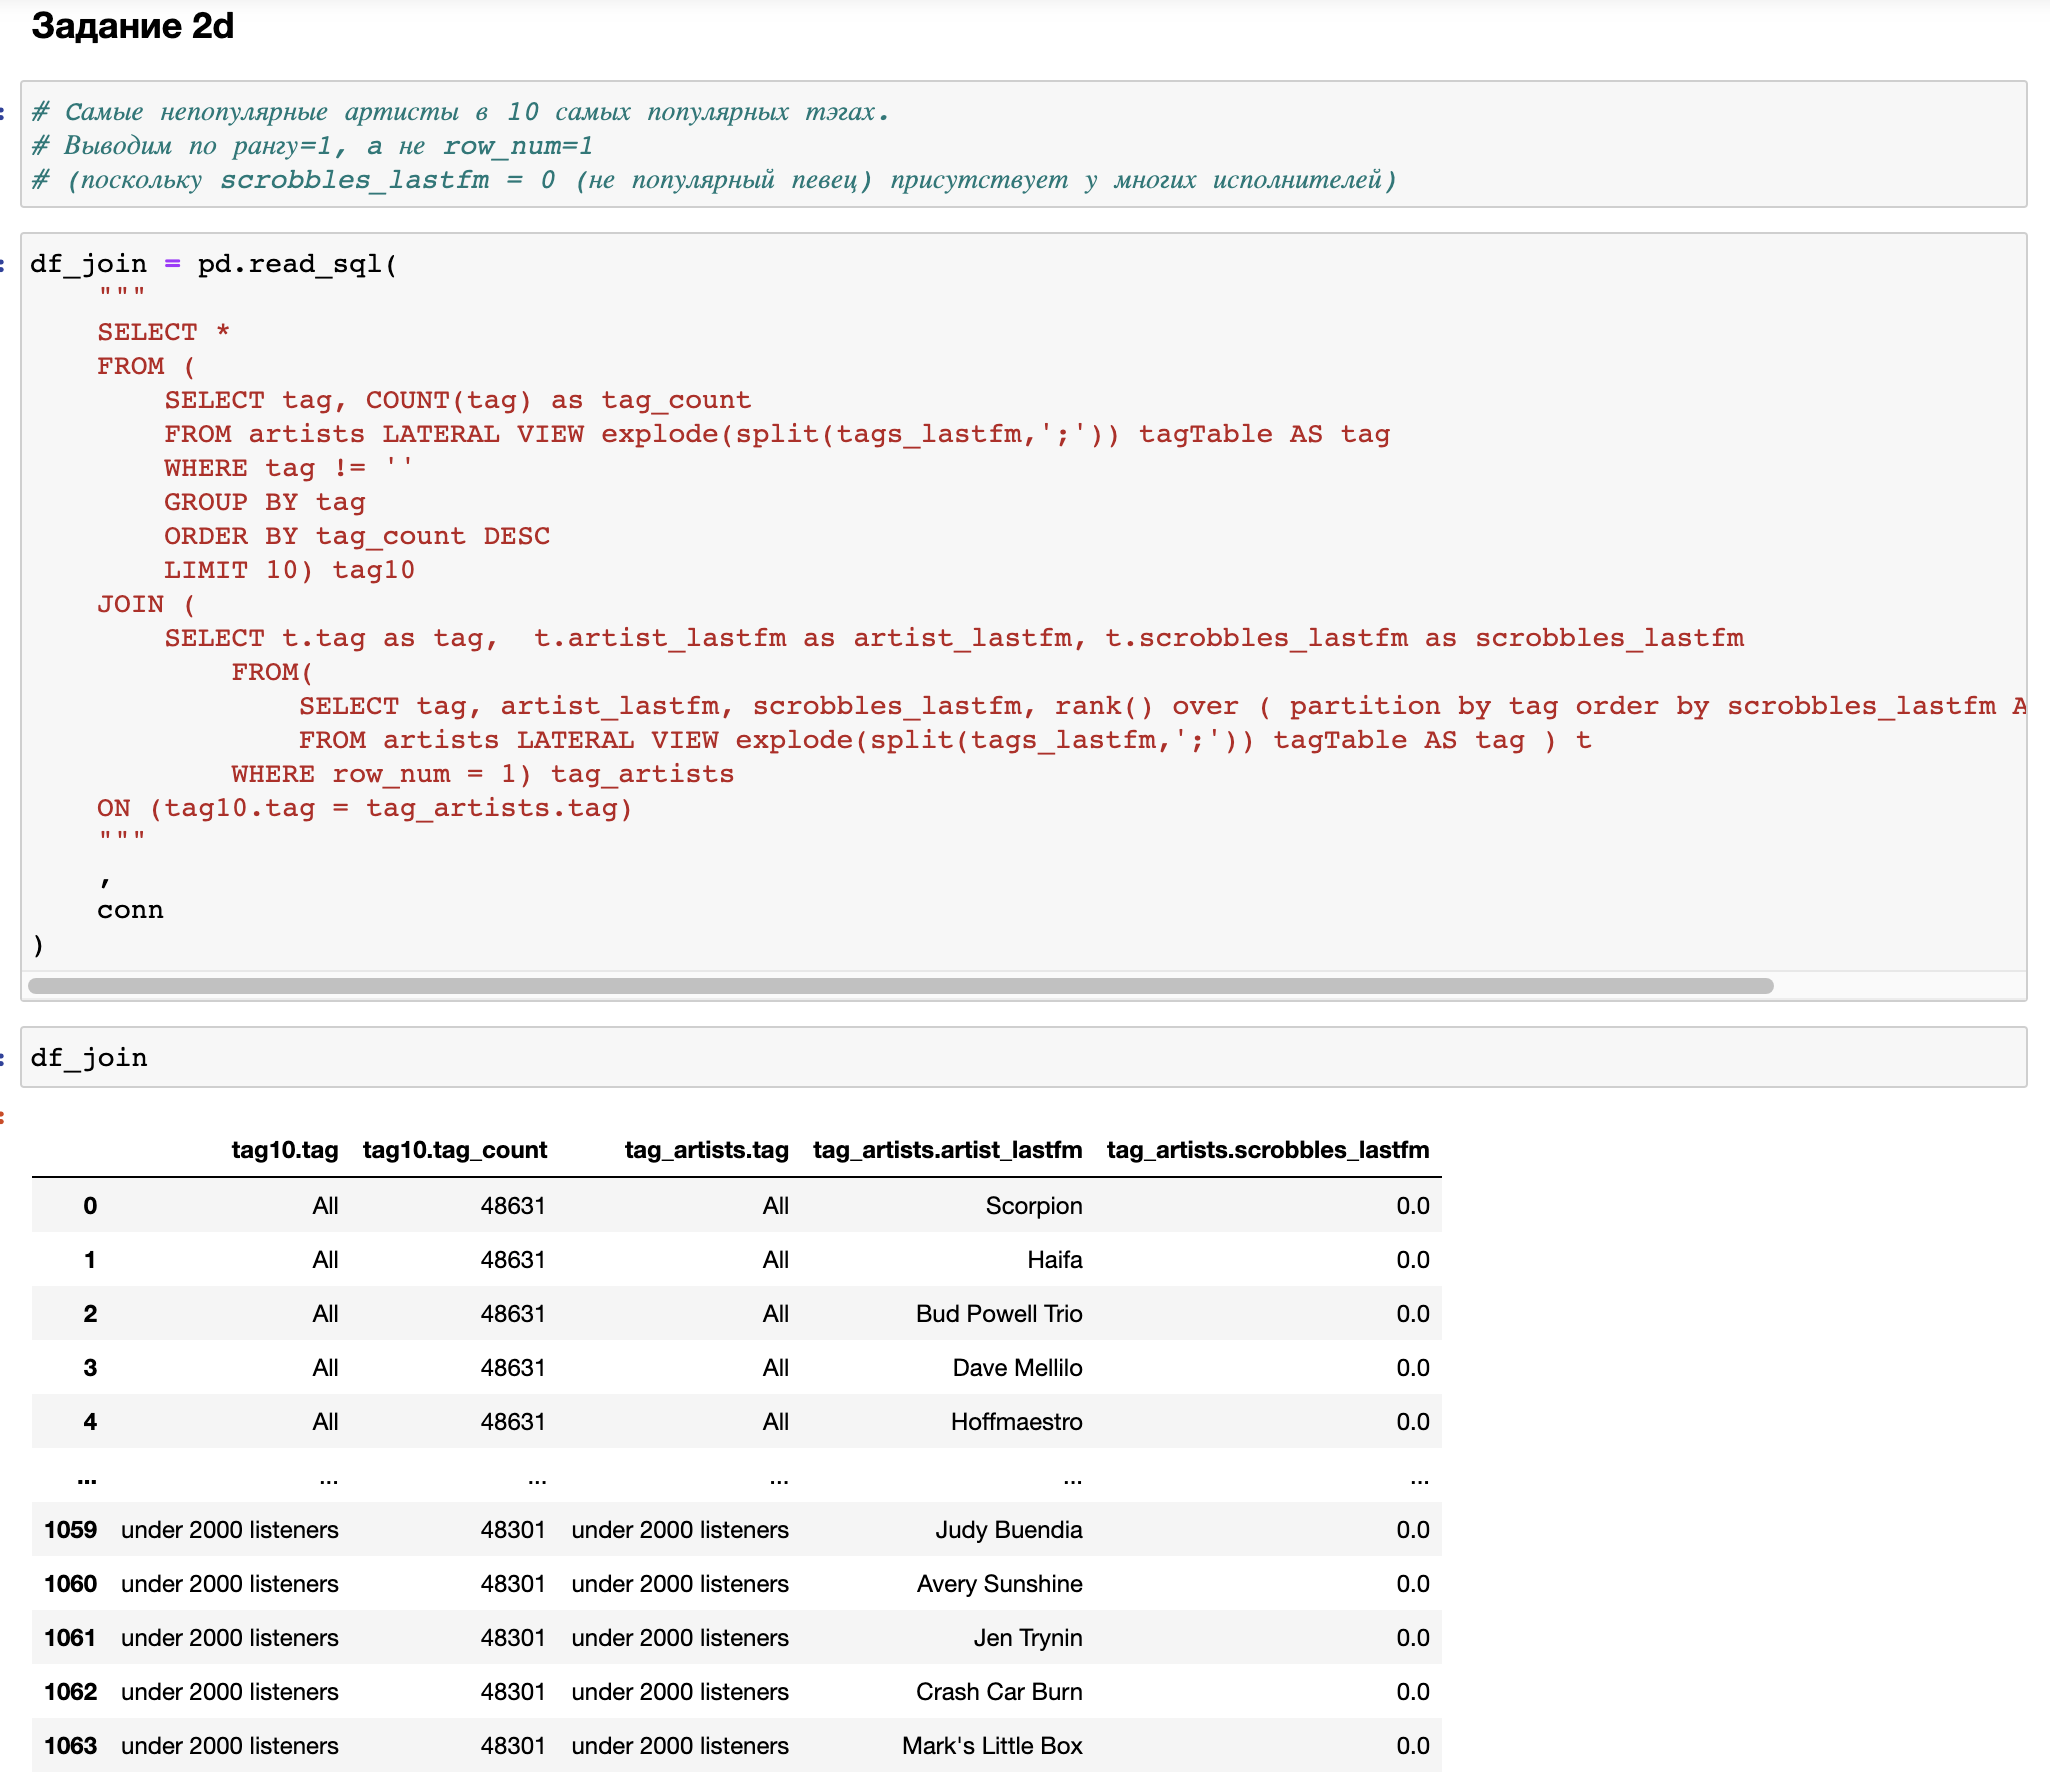 Задание 2d
# Самые непопулярные артисты в 10 самых популярных тэгах.
# Выводим по рангу=1, а не row_num=1
# (поскольку scrobbles_lastfm = 0 (не популярный певец) присутствует у многих исполнителей)
df_join = pd.read_sql(
"""
SELECT *
FROM (
SELECT tag, COUNT(tag) as tag_count
FROM artists LATERAL VIEW explode(split(tags_lastfm,';')) tagTable AS tag
WHERE tag != ''
GROUP BY tag
ORDER BY tag_count DESC
LIMIT 10) tag10
JOIN (
SELECT t.tag as tag,  t.artist_lastfm as artist_lastfm, t.scrobbles_lastfm as scrobbles_lastfm
FROM(
SELECT tag, artist_lastfm, scrobbles_lastfm, rank() over ( partition by tag order by scrobbles_lastfm A
FROM artists LATERAL VIEW explode(split(tags_lastfm,';')) tagTable AS tag ) t
WHERE row_num = 1) tag_artists
ON (tag10.tag = tag_artists.tag)
"""
,
conn
)
df_join
tag10.tag tag10.tag_count tag_artists.tag tag_artists.artist_lastfm tag_artists.scrobbles_lastfm
0 All 48631 All Scorpion 0.0
1 All 48631 All Haifa 0.0
2 All 48631 All Bud Powell Trio 0.0
3 All 48631 All Dave Mellilo 0.0
4 All 48631 All Hoffmaestro 0.0
... ... ... ... ... ...
1059 under 2000 listeners 48301 under 2000 listeners Judy Buendia 0.0
1060 under 2000 listeners 48301 under 2000 listeners Avery Sunshine 0.0
1061 under 2000 listeners 48301 under 2000 listeners Jen Trynin 0.0
1062 under 2000 listeners 48301 under 2000 listeners Crash Car Burn 0.0
1063 under 2000 listeners 48301 under 2000 listeners Mark's Little Box 0.0